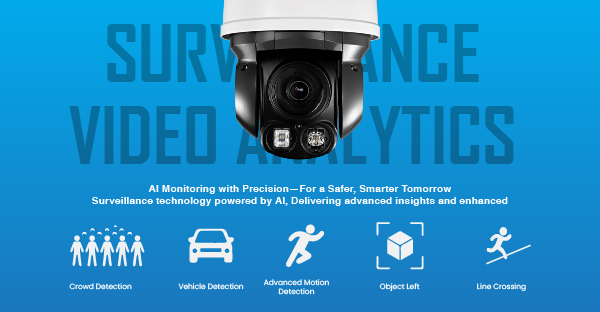 SURVEILLANCE
VIDEO ANALYTICS
AI Monitoring with Precision—For a Safer, Smarter Tomorrow
Surveillance technology powered by AI, Delivering advanced insights and enhanced
Crowd Detection
Vehicle Detection
Advanced Motion
Detection
Object Left
Line Crossing